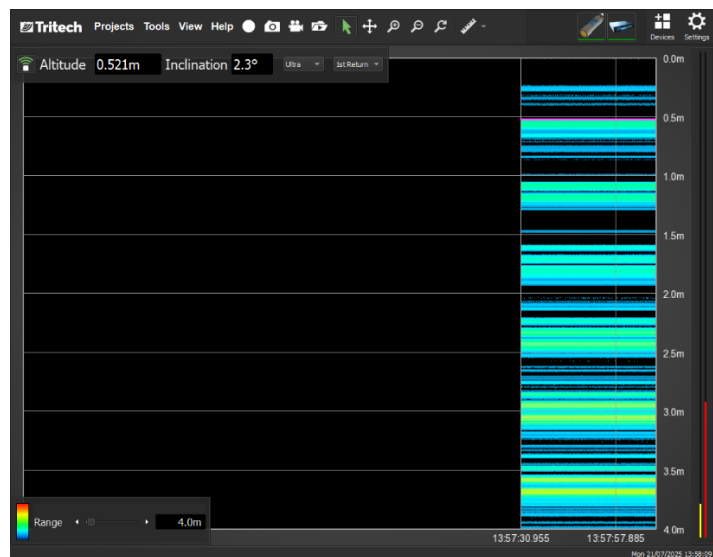 Tritech Projects Tools View Help
Devices Settings
Altitude 0.521m Inclination 2.3° Ultra 1st Return
0.0m
0.5m
1.0m
1.5m
2.0m
2.5m
3.0m
3.5m
4.0m
Range 4.0m
13:57:30.955 13:57:57.885
Mon 21/07/2025 13:58:09